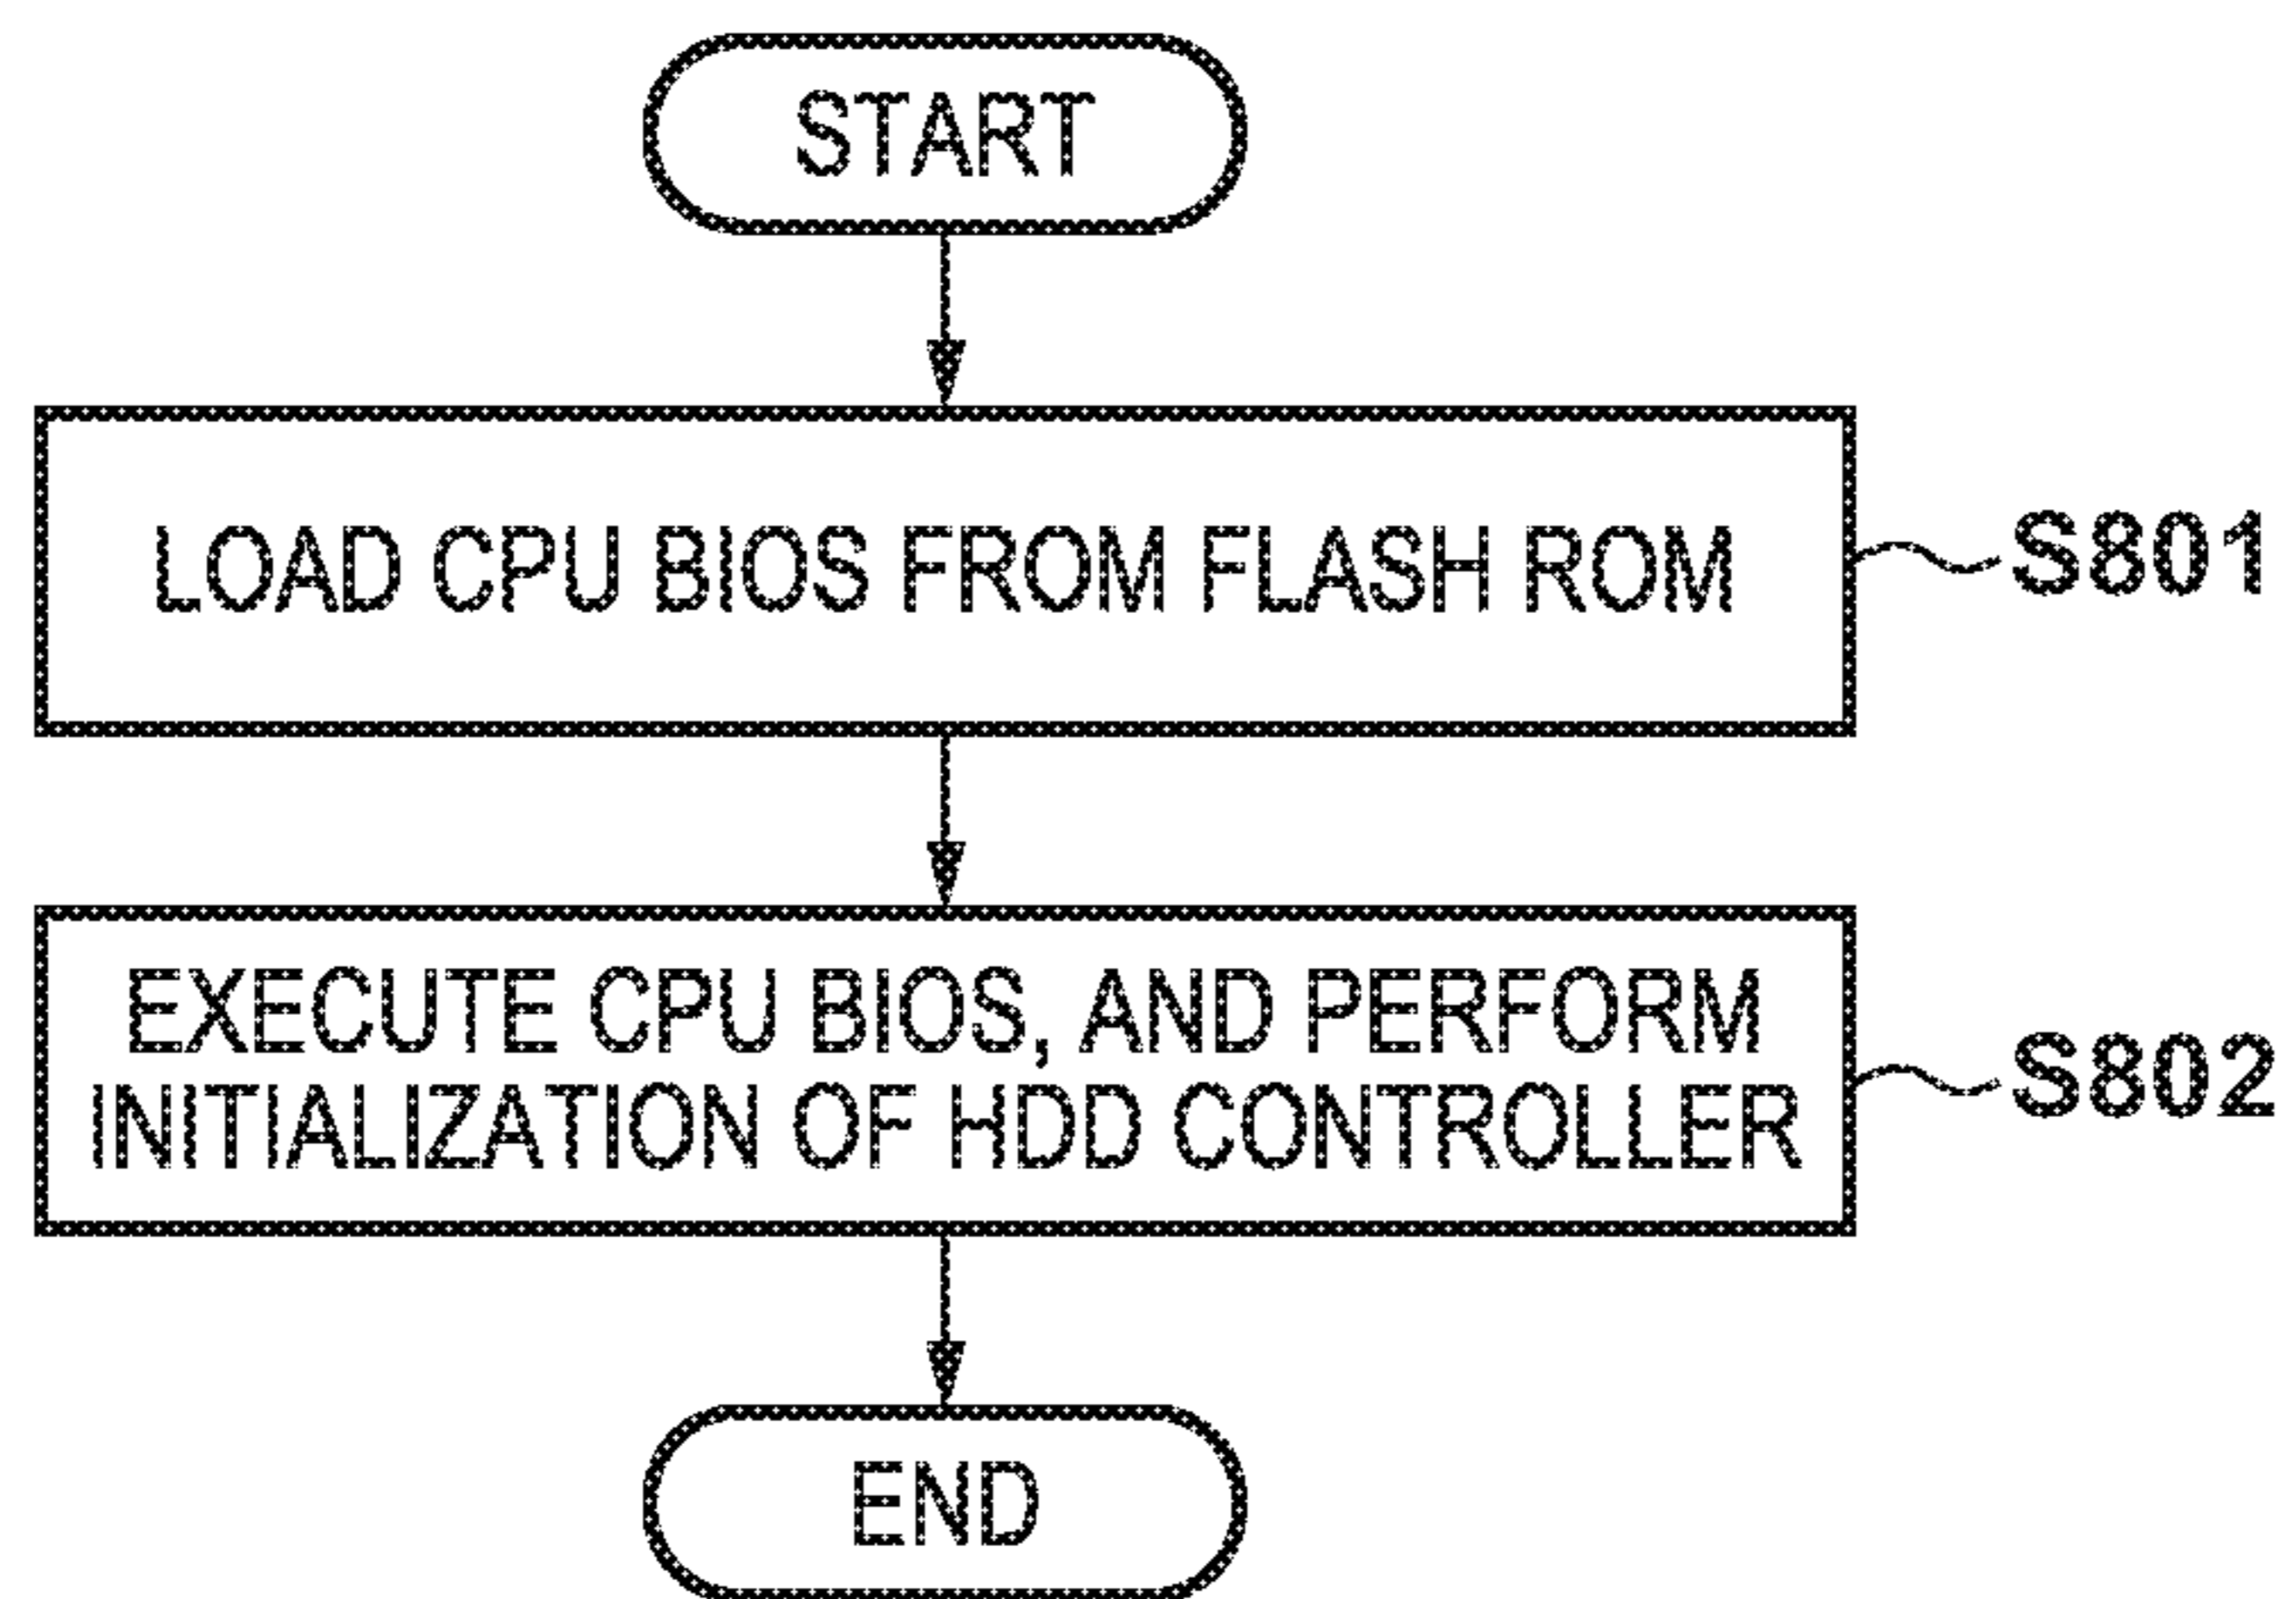 START
LOAD CPU BIOS FROM FLASH ROM
S801
EXECUTE CPU BIOS, AND PERFORM
INITIALIZATION OF HDD CONTROLLER
S802
END